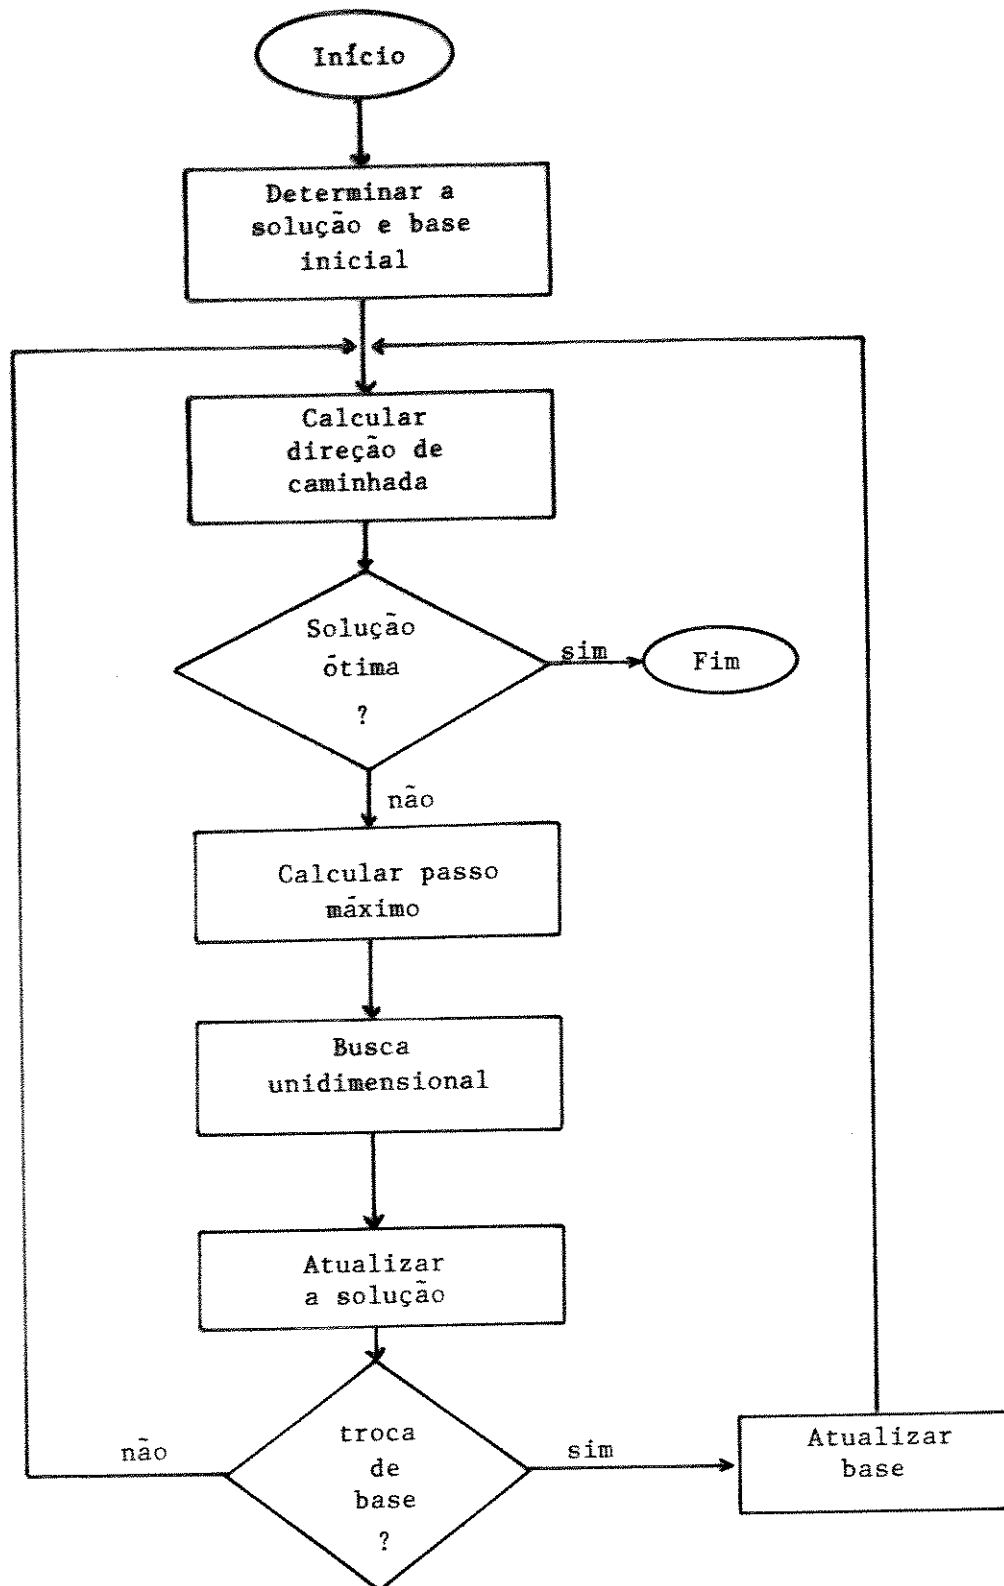 Início
Determinar a
solução e base
inicial
Calcular
direção de
caminhada
Solução
ótima
?
sim
Fim
não
Calcular passo
máximo
Busca
unidimensional
Atualizar
a solução
troca
de
base
?
não
sim
Atualizar
base